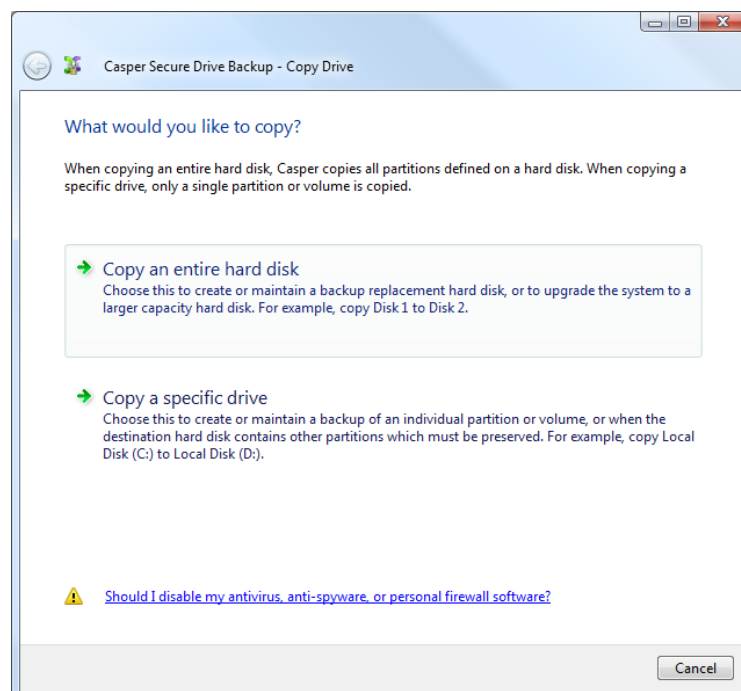 Casper Secure Drive Backup - Copy Drive
What would you like to copy?
When copying an entire hard disk, Casper copies all partitions defined on a hard disk. When copying a
specific drive, only a single partition or volume is copied.
Copy an entire hard disk
Choose this to create or maintain a backup replacement hard disk, or to upgrade the system to a
larger capacity hard disk. For example, copy Disk 1 to Disk 2.
Copy a specific drive
Choose this to create or maintain a backup of an individual partition or volume, or when the
destination hard disk contains other partitions which must be preserved. For example, copy Local
Disk (C:) to Local Disk (D:).
Should I disable my antivirus, anti-spyware, or personal firewall software?
Cancel